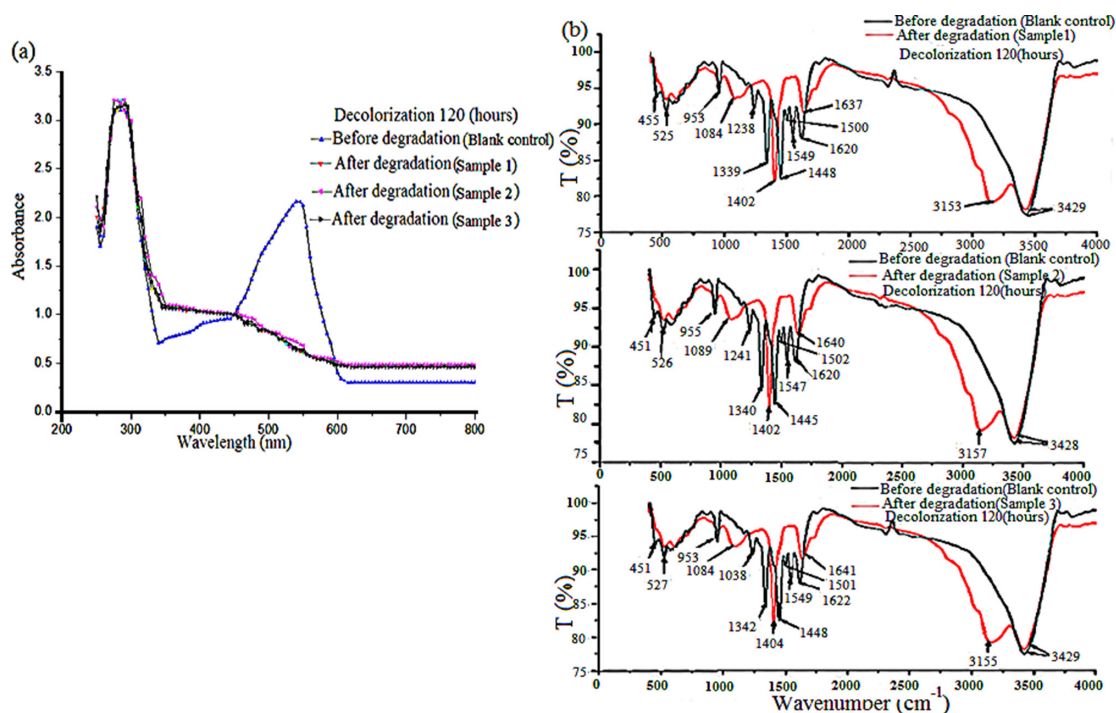 (a)
3.5
3.0
2.5
2.0
1.5
1.0
0.5
0.0
200 300 400 500 600 700 800
Absorbance
Wavelength (nm)
Decolorization 120 (hours)
Before degradation (Blank control)
After degradation (Sample 1)
After degradation (Sample 2)
After degradation (Sample 3)
(b)
Before degradation (Blank control)
After degradation (Sample1)
Decolorization 120(hours)
100
95
90
85
80
75
T (%)
455
525
953
1084
1238
1339
1402
1448
1549
1620
1500
1637
3153
3429
0 500 1000 1500 2000 2500 3000 3500 4000
Before degradation (Blank control)
After degradation (Sample 2)
Decolorization 120(hours)
100
95
90
85
80
75
T (%)
451
526
955
1089
1241
1340
1402
1445
1547
1620
1502
1640
3157
3428
0 500 1000 1500 2000 2500 3000 3500 4000
Before degradation(Blank control)
After degradation(Sample 3)
Decolorization 120(hours)
100
95
90
85
80
75
T (%)
451
527
953
1084
1038
1342
1404
1448
1549
1622
1501
1641
3155
3429
0 500 1000 1500 2000 2500 3000 3500 4000
Wavenumber (cm-1)